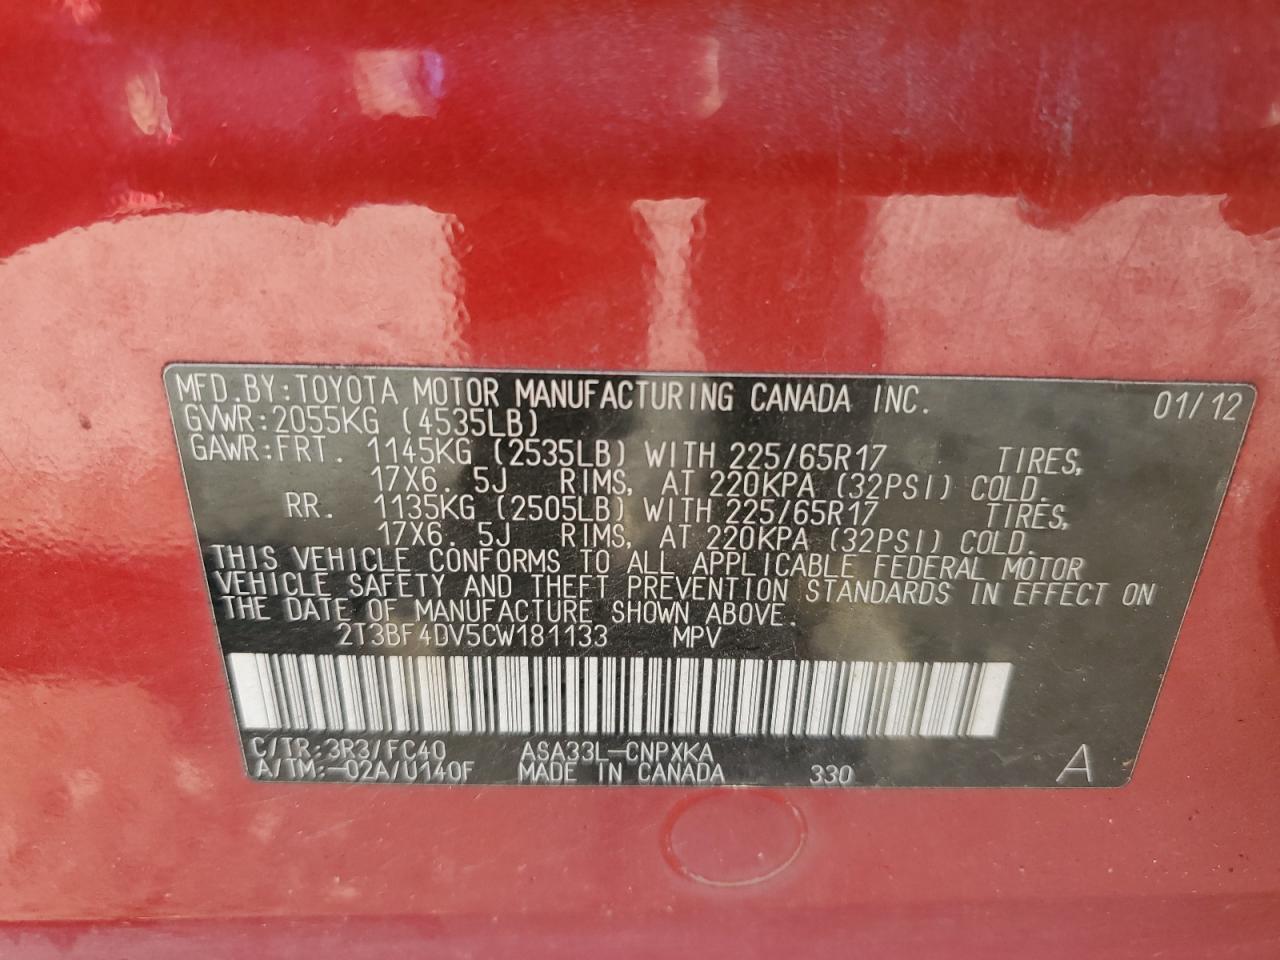 MFD.BY:TOYOTA MOTOR MANUFACTURING CANADA INC. 01/12
GVWR:2055KG (4535LB)
GAWR:FRT. 1145KG (2535LB) WITH 225/65R17 TIRES,
17X6.5J RIMS, AT 220KPA (32PSI) COLD.
RR. 1135KG (2505LB) WITH 225/65R17 TIRES,
17X6.5J RIMS, AT 220KPA (32PSI) COLD.
THIS VEHICLE CONFORMS TO ALL APPLICABLE FEDERAL MOTOR
VEHICLE SAFETY AND THEFT PREVENTION STANDARDS IN EFFECT ON
THE DATE OF MANUFACTURE SHOWN ABOVE.
2T3BF4DV5CW181133 MPV
C/TR:3R3/FC40 ASA33L-CNPXKA
A/TM:-02A/U140F MADE IN CANADA 330 A